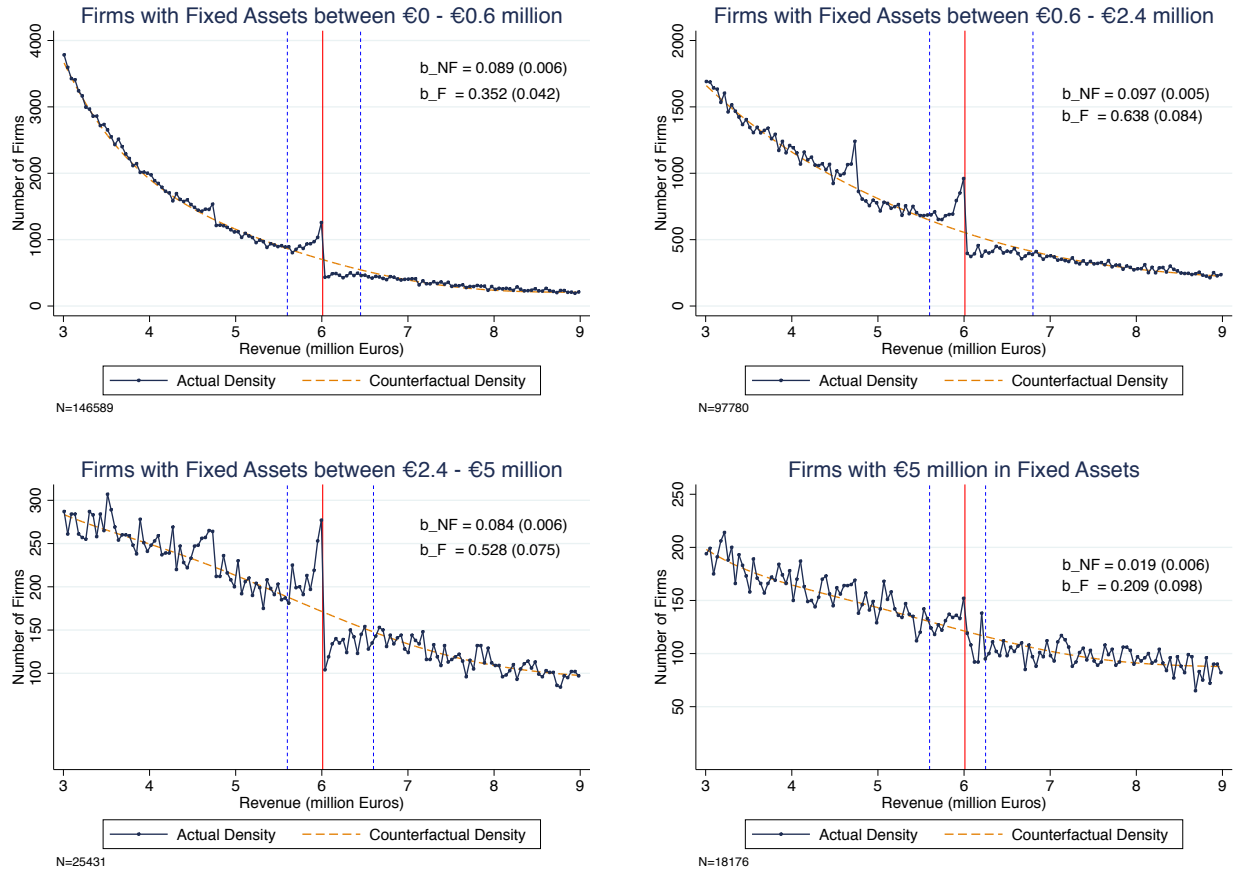 Firms with Fixed Assets between €0 - €0.6 million
Number of Firms
4000
3000
2000
1000
0
b_NF = 0.089 (0.006)
b_F = 0.352 (0.042)
3 4 5 6 7 8 9
Revenue (million Euros)
Actual Density Counterfactual Density
N=146589
Firms with Fixed Assets between €0.6 - €2.4 million
Number of Firms
2000
1500
1000
500
0
b_NF = 0.097 (0.005)
b_F = 0.638 (0.084)
3 4 5 6 7 8 9
Revenue (million Euros)
Actual Density Counterfactual Density
N=97780
Firms with Fixed Assets between €2.4 - €5 million
Number of Firms
300
250
200
150
100
b_NF = 0.084 (0.006)
b_F = 0.528 (0.075)
3 4 5 6 7 8 9
Revenue (million Euros)
Actual Density Counterfactual Density
N=25431
Firms with €5 million in Fixed Assets
Number of Firms
250
200
150
100
50
b_NF = 0.019 (0.006)
b_F = 0.209 (0.098)
3 4 5 6 7 8 9
Revenue (million Euros)
Actual Density Counterfactual Density
N=18176